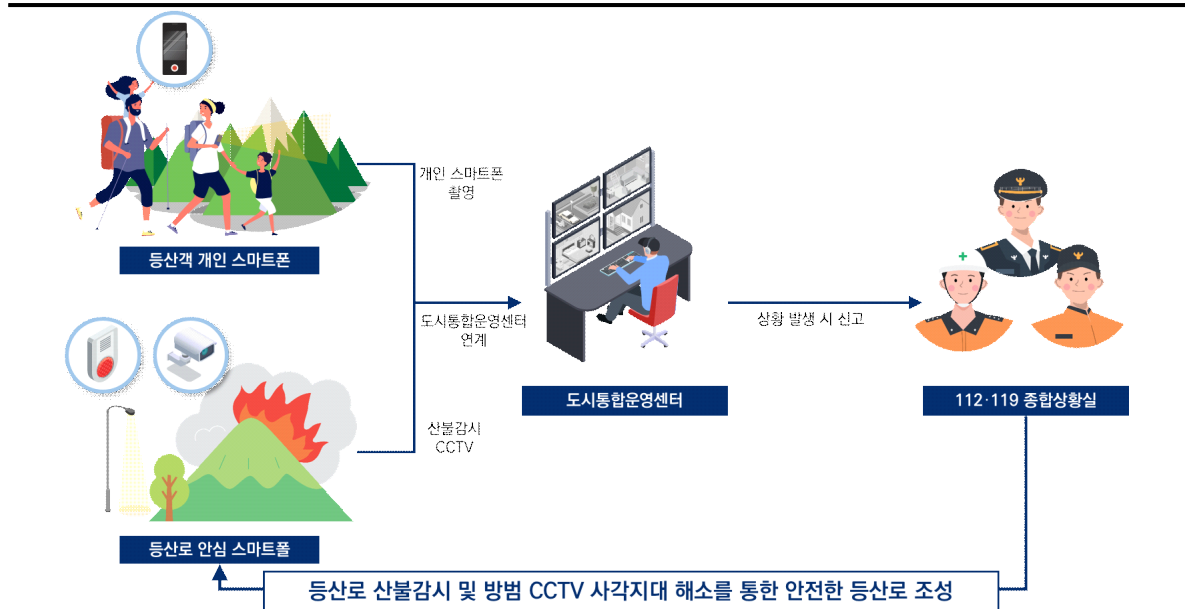 개인 스마트폰
촬영
등산객 개인 스마트폰
도시통합운영센터
연계
상황 발생 시 신고
도시통합운영센터
112·119 종합상황실
산불감시
CCTV
등산로 안심 스마트폴
등산로 산불감시 및 방범 CCTV 사각지대 해소를 통한 안전한 등산로 조성